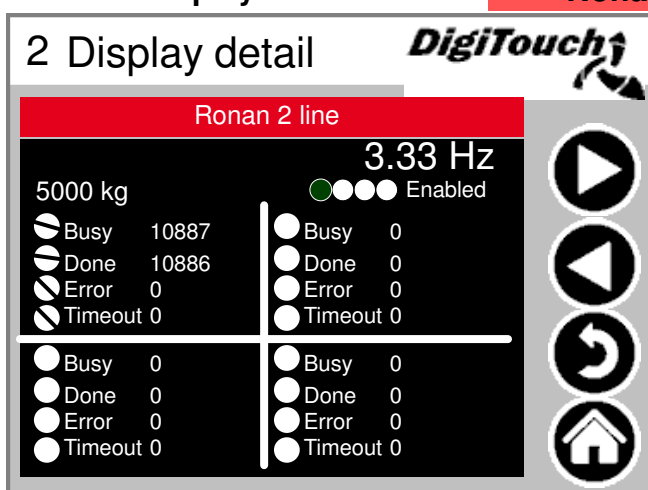 2 Display detail
DigiTouch
Ronan 2 line
3.33 Hz
5000 kg
Enabled
Busy 10887
Done 10886
Error 0
Timeout 0
Busy 0
Done 0
Error 0
Timeout 0
Busy 0
Done 0
Error 0
Timeout 0
Busy 0
Done 0
Error 0
Timeout 0